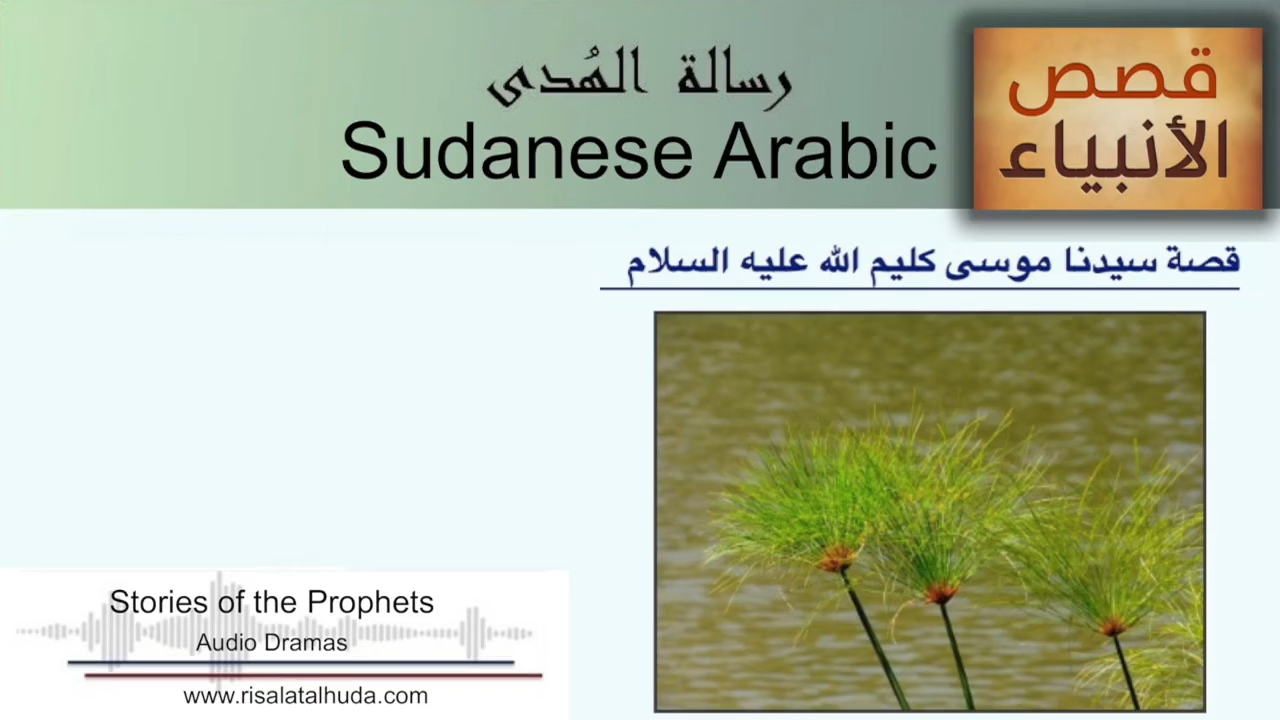 رسالة الهُدى
Sudanese Arabic
قصص
الأنبياء
قصة سيدنا موسى كليم الله عليه السلام
Stories of the Prophets
Audio Dramas
www.risalatalhuda.com